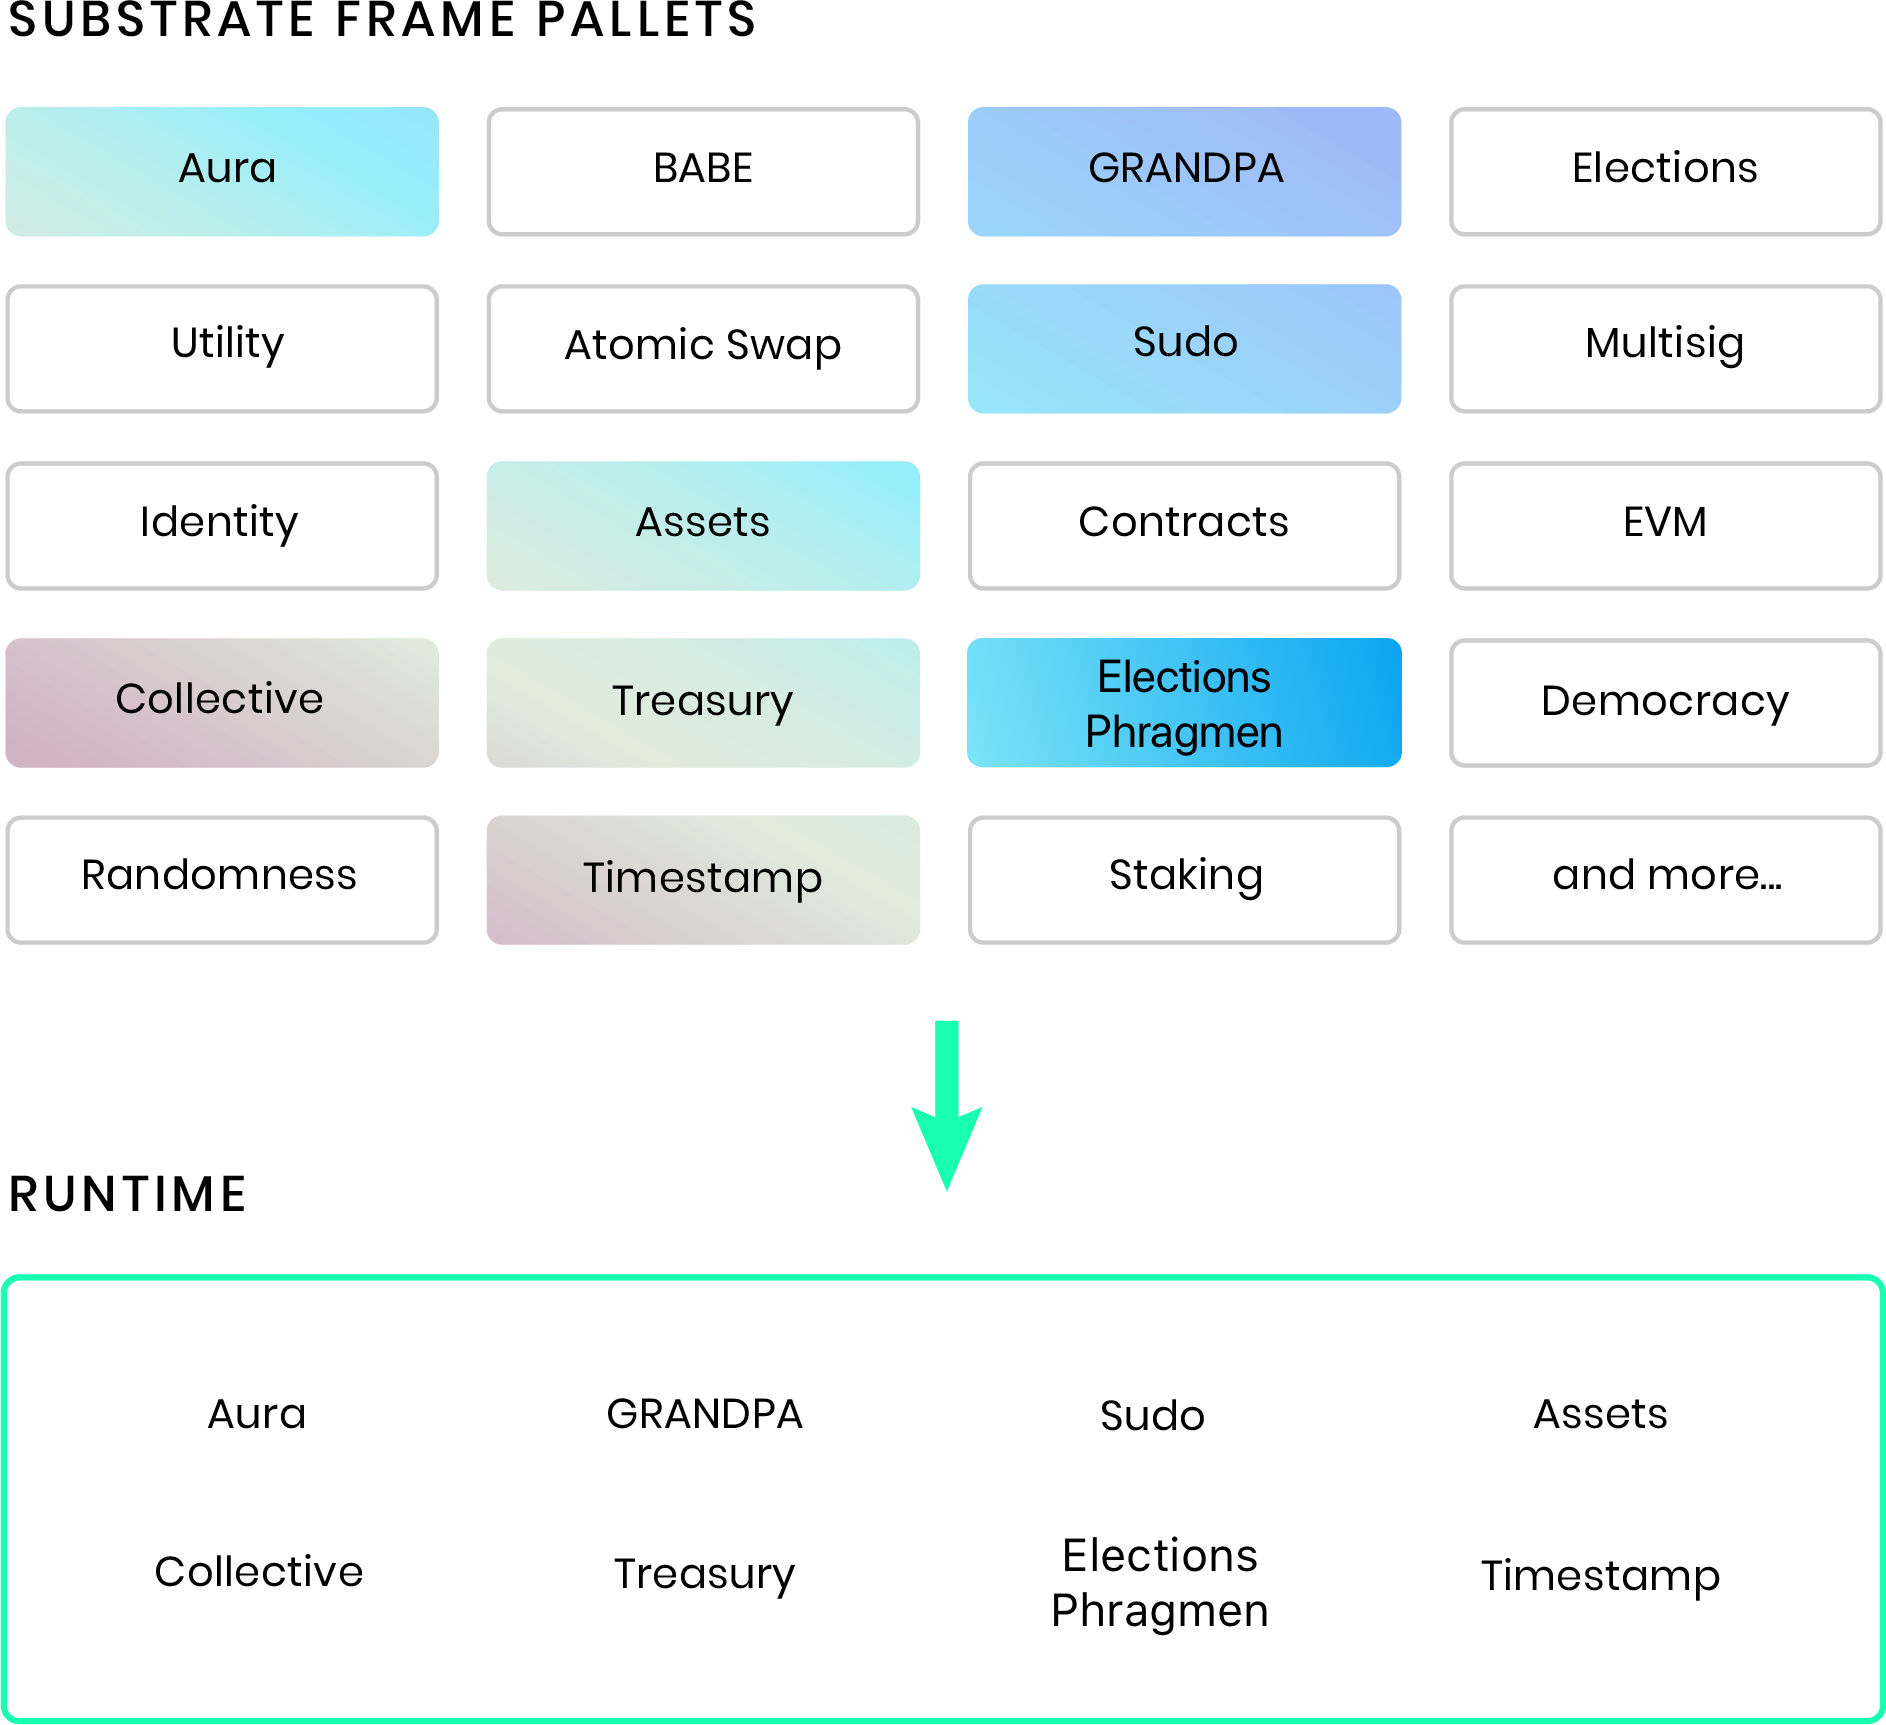 SUBSTRATE FRAME PALLETS
Aura
BABE
GRANDPA
Elections
Utility
Atomic Swap
Sudo
Multisig
Identity
Assets
Contracts
EVM
Collective
Treasury
Elections
Phragmen
Democracy
Randomness
Timestamp
Staking
and more...
RUNTIME
Aura
GRANDPA
Sudo
Assets
Collective
Treasury
Elections
Phragmen
Timestamp